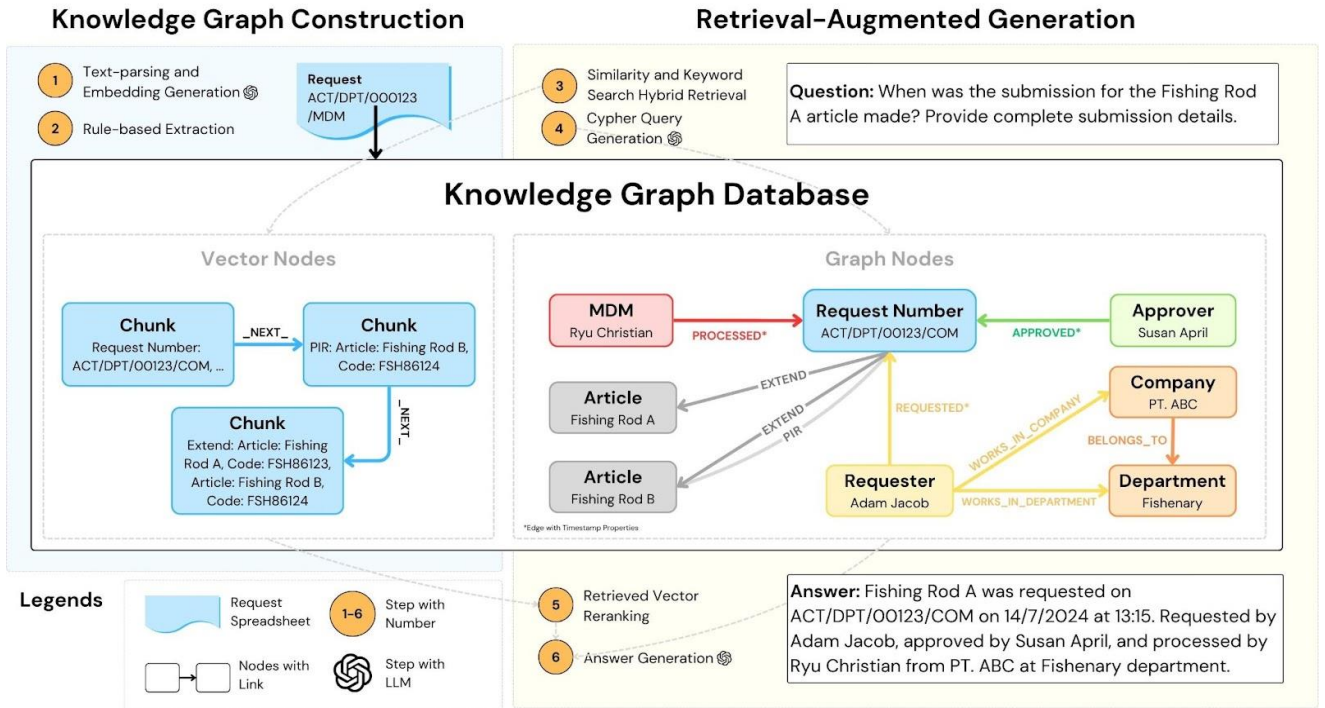 Knowledge Graph Construction
Retrieval-Augmented Generation
1
Text-parsing and
Embedding Generation
2
Rule-based Extraction
Request
ACT/DPT/000123
/MDM
3
Similarity and Keyword
Search Hybrid Retrieval
4
Cypher Query
Generation
Question: When was the submission for the Fishing Rod
A article made? Provide complete submission details.
Knowledge Graph Database
Vector Nodes
Chunk
Request Number:
ACT/DPT/00123/COM, ...
_NEXT_
Chunk
PIR: Article: Fishing Rod B,
Code: FSH86124
_NEXT_
Chunk
Extend: Article: Fishing
Rod A, Code: FSH86123,
Article: Fishing Rod B,
Code: FSH86124
Graph Nodes
MDM
Ryu Christian
PROCESSED*
Request Number
ACT/DPT/00123/COM
APPROVED*
Approver
Susan April
Article
Fishing Rod A
EXTEND
EXTEND
PIR
REQUESTED*
WORKS_IN_COMPANY
Company
PT. ABC
BELONGS_TO
Article
Fishing Rod B
Requester
Adam Jacob
WORKS_IN_DEPARTMENT
Department
Fishenary
*Edge with Timestamp Properties
Legends
Request
Spreadsheet
1-6
Step with
Number
Nodes with
Link
Step with
LLM
5
Retrieved Vector
Reranking
6
Answer Generation
Answer: Fishing Rod A was requested on
ACT/DPT/00123/COM on 14/7/2024 at 13:15. Requested by
Adam Jacob, approved by Susan April, and processed by
Ryu Christian from PT. ABC at Fishenary department.